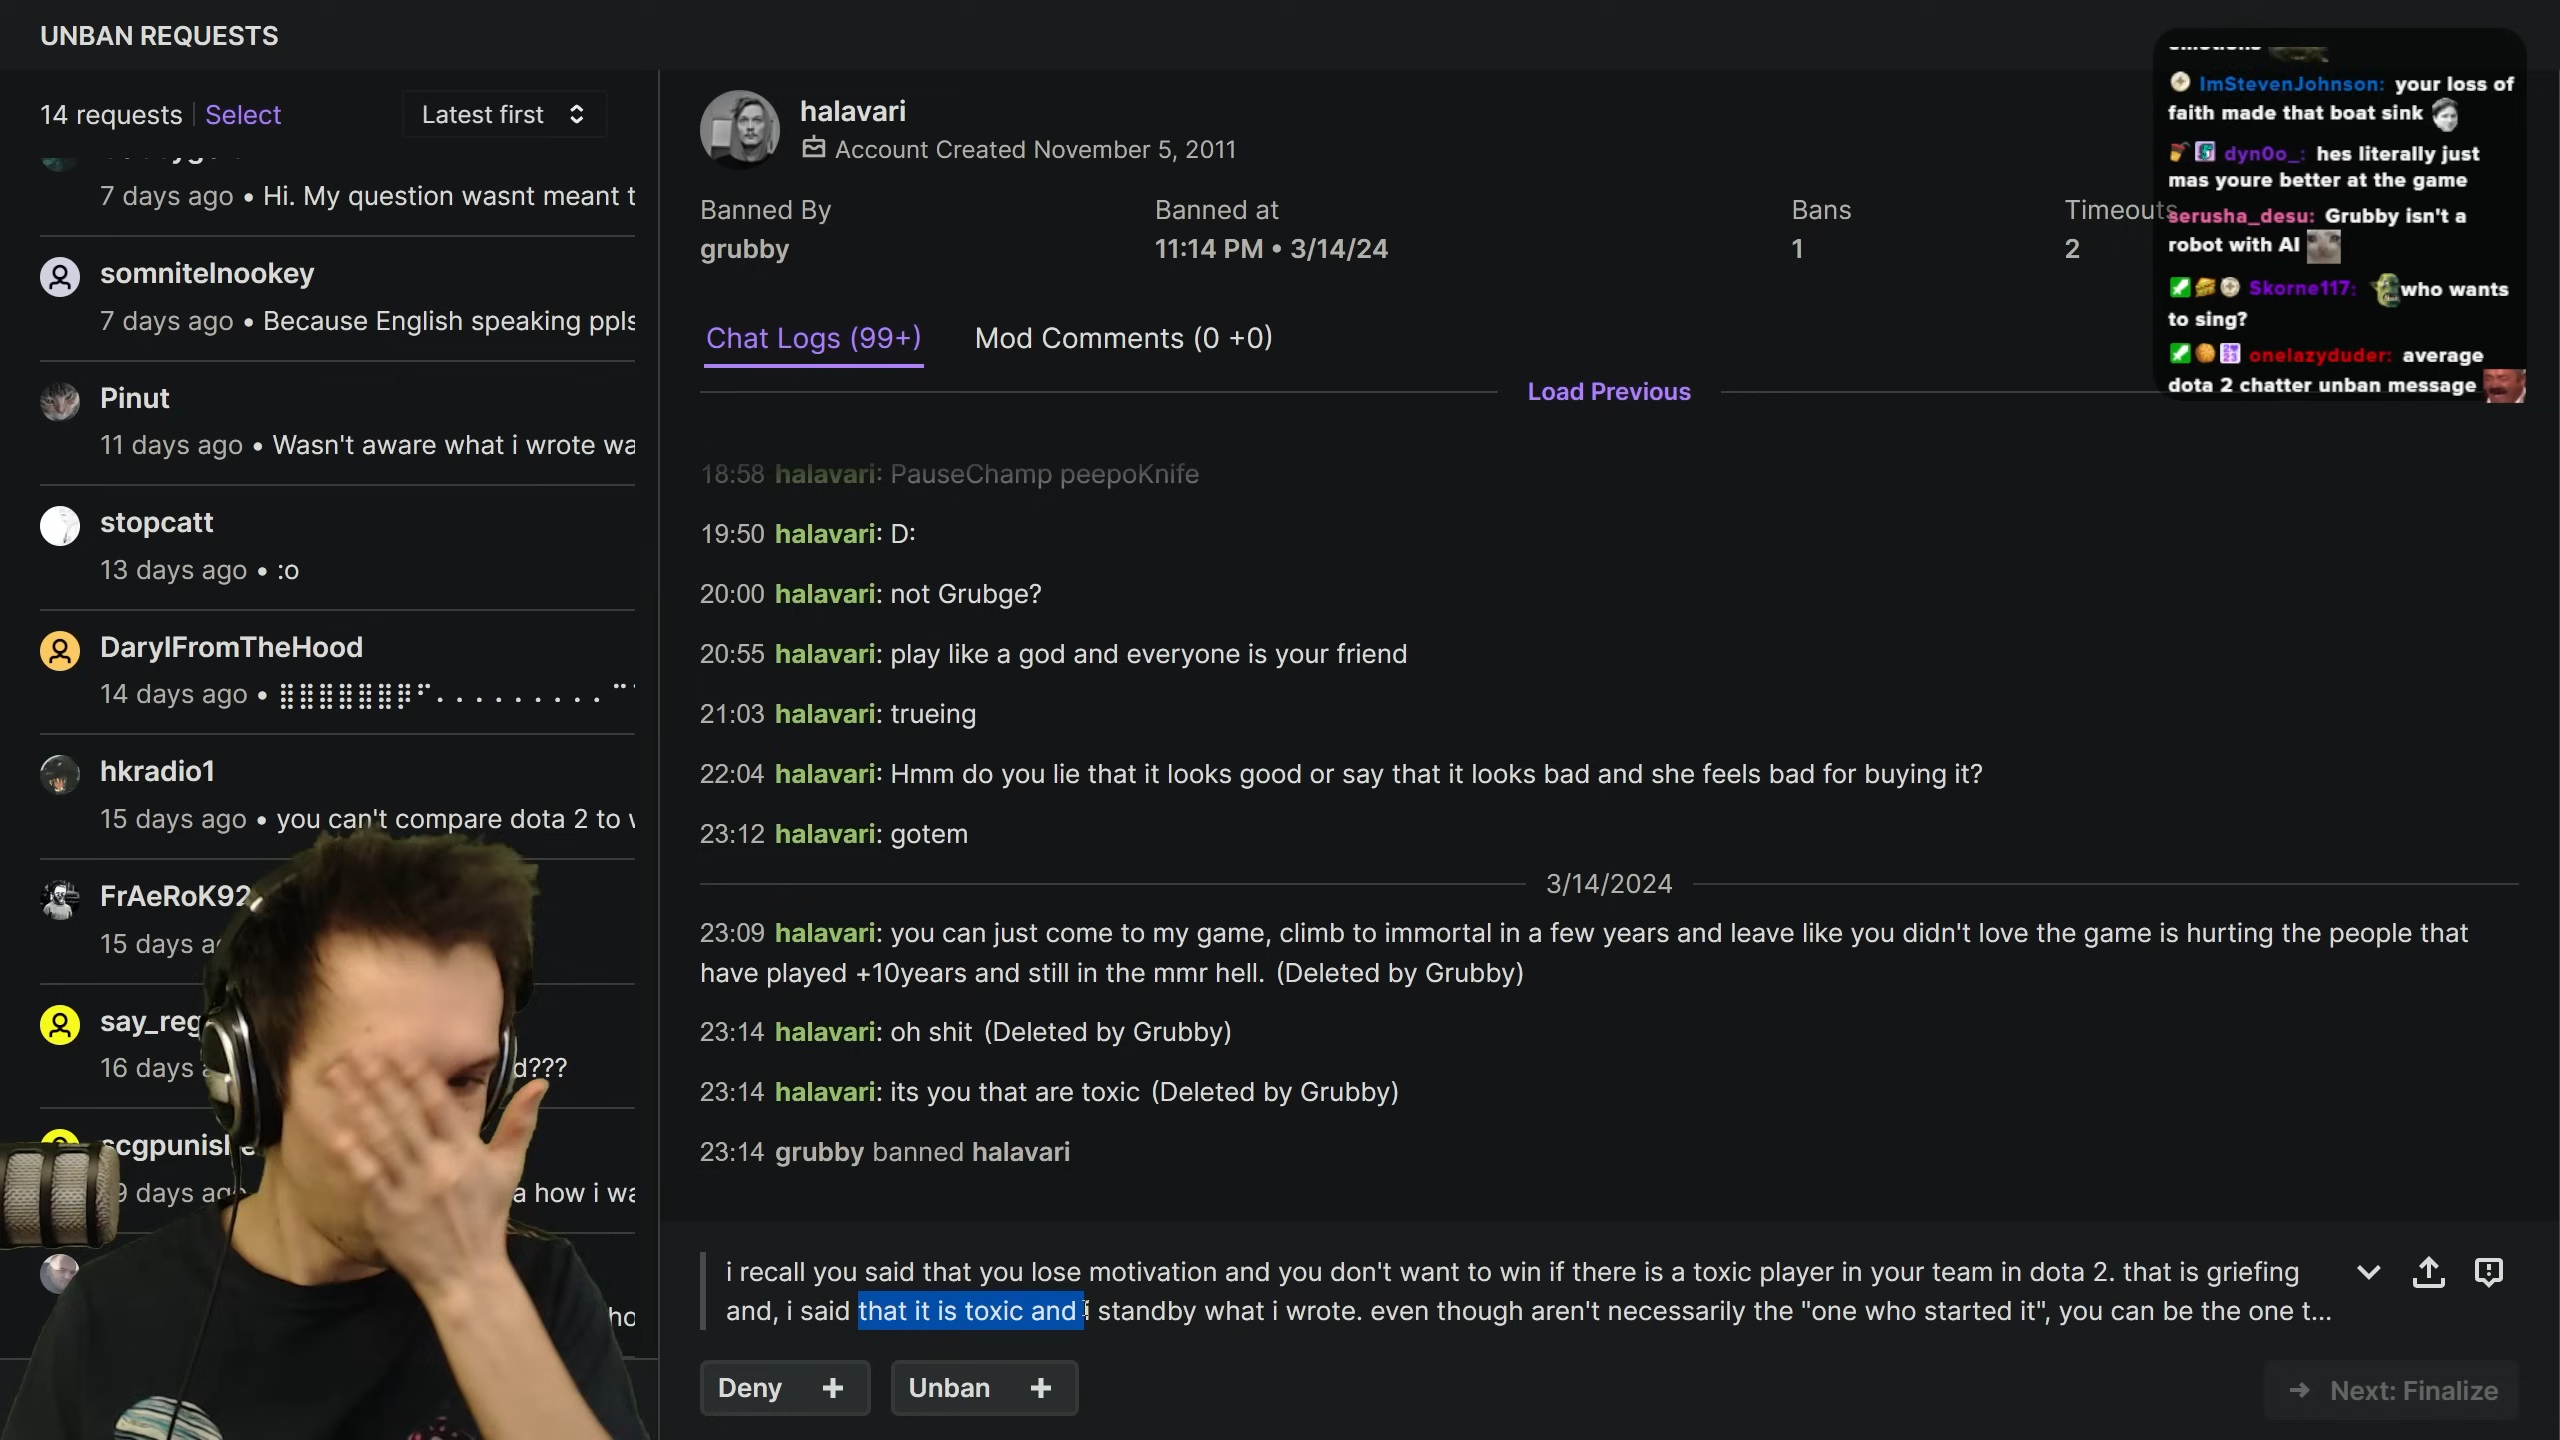 UNBAN REQUESTS
14 requests
Select
Latest first
7 days ago • Hi. My question wasnt meant t
somnitelnookey
7 days ago • Because English speaking ppls
Pinut
11 days ago • Wasn't aware what i wrote wa
stopcatt
13 days ago • :o
DarylFromTheHood
14 days ago •
hkradio1
15 days ago • you can't compare dota 2 to
FrAeRoK92
15 days
say_reg
16 days
d???
scgpunishe
9 days ago
a how i wa
ho
halavari
Account Created November 5, 2011
Banned By
grubby
Banned at
11:14 PM • 3/14/24
Bans
1
Timeouts
2
Chat Logs (99+)
Mod Comments (0 +0)
Load Previous
18:58 halavari: PauseChamp peepoKnife
19:50 halavari: D:
20:00 halavari: not Grubge?
20:55 halavari: play like a god and everyone is your friend
21:03 halavari: trueing
22:04 halavari: Hmm do you lie that it looks good or say that it looks bad and she feels bad for buying it?
23:12 halavari: gotem
3/14/2024
23:09 halavari: you can just come to my game, climb to immortal in a few years and leave like you didn't love the game is hurting the people that
have played +10years and still in the mmr hell. (Deleted by Grubby)
23:14 halavari: oh shit (Deleted by Grubby)
23:14 halavari: its you that are toxic (Deleted by Grubby)
23:14 grubby banned halavari
i recall you said that you lose motivation and you don't want to win if there is a toxic player in your team in dota 2. that is griefing
and, i said that it is toxic and i standby what i wrote. even though aren't necessarily the "one who started it", you can be the one t...
Deny +
Unban +
Next: Finalize
ImStevenJohnson: your loss of
faith made that boat sink
dyn0o_: hes literally just
mas youre better at the game
serusha_desu: Grubby isn't a
robot with AI
Skorne117: who wants
to sing?
onelazyduder: average
dota 2 chatter unban message